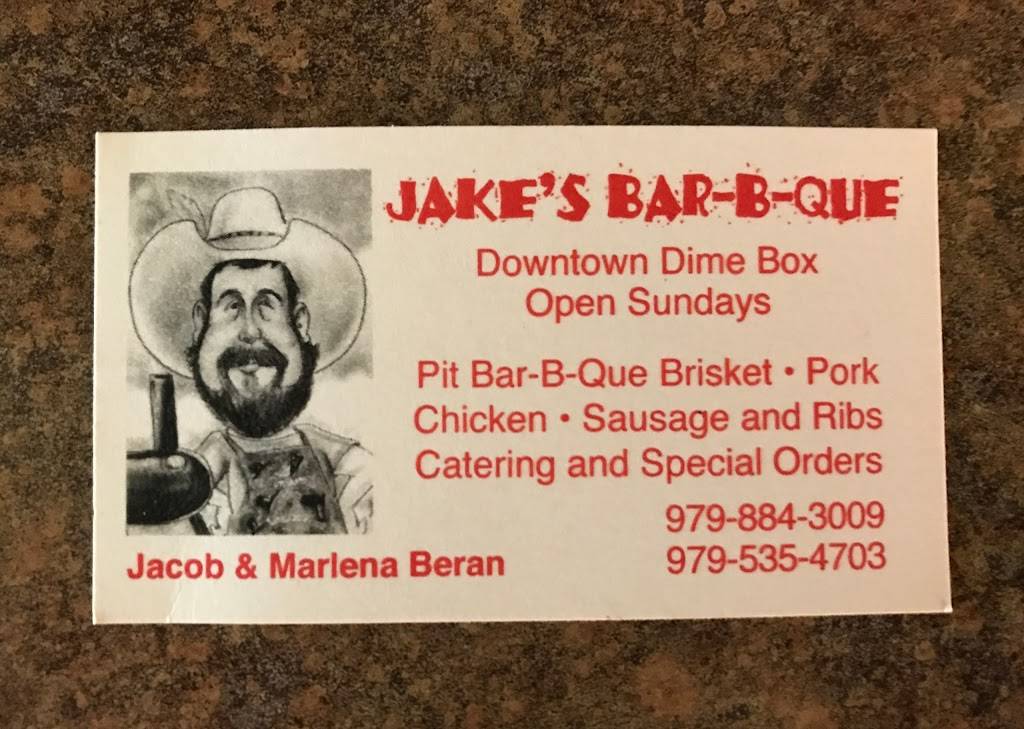 JAKE'S BAR-B-QUE
Downtown Dime Box
Open Sundays
Pit Bar-B-Que Brisket • Pork
Chicken • Sausage and Ribs
Catering and Special Orders
979-884-3009
979-535-4703
Jacob & Marlena Beran